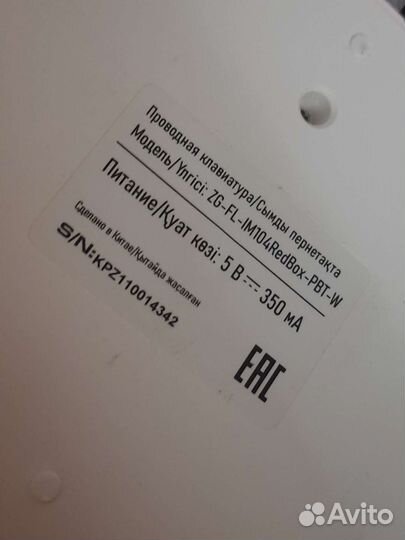 Проводная клавиатура/Сымды пернетақта
Модель/Үлгісі: ZG-FL-IM104RedBox-PBT-W
Питание/Қуат көзі: 5 В ⎓ 350 мА
Сделано в Китае/Қытайда жасалған
S/N: KPZ110014342
EAC
Avito